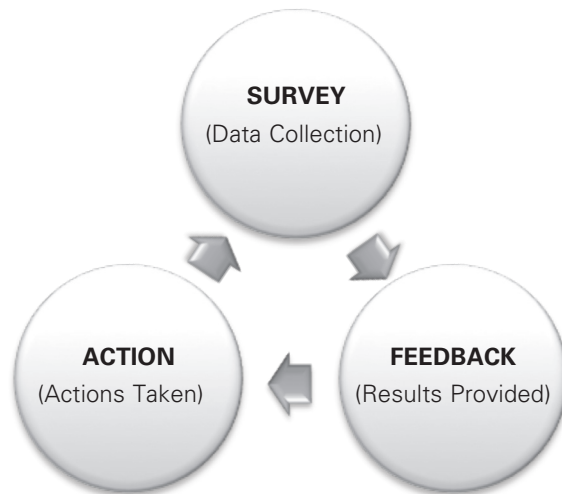 SURVEY
(Data Collection)
FEEDBACK
(Results Provided)
ACTION
(Actions Taken)